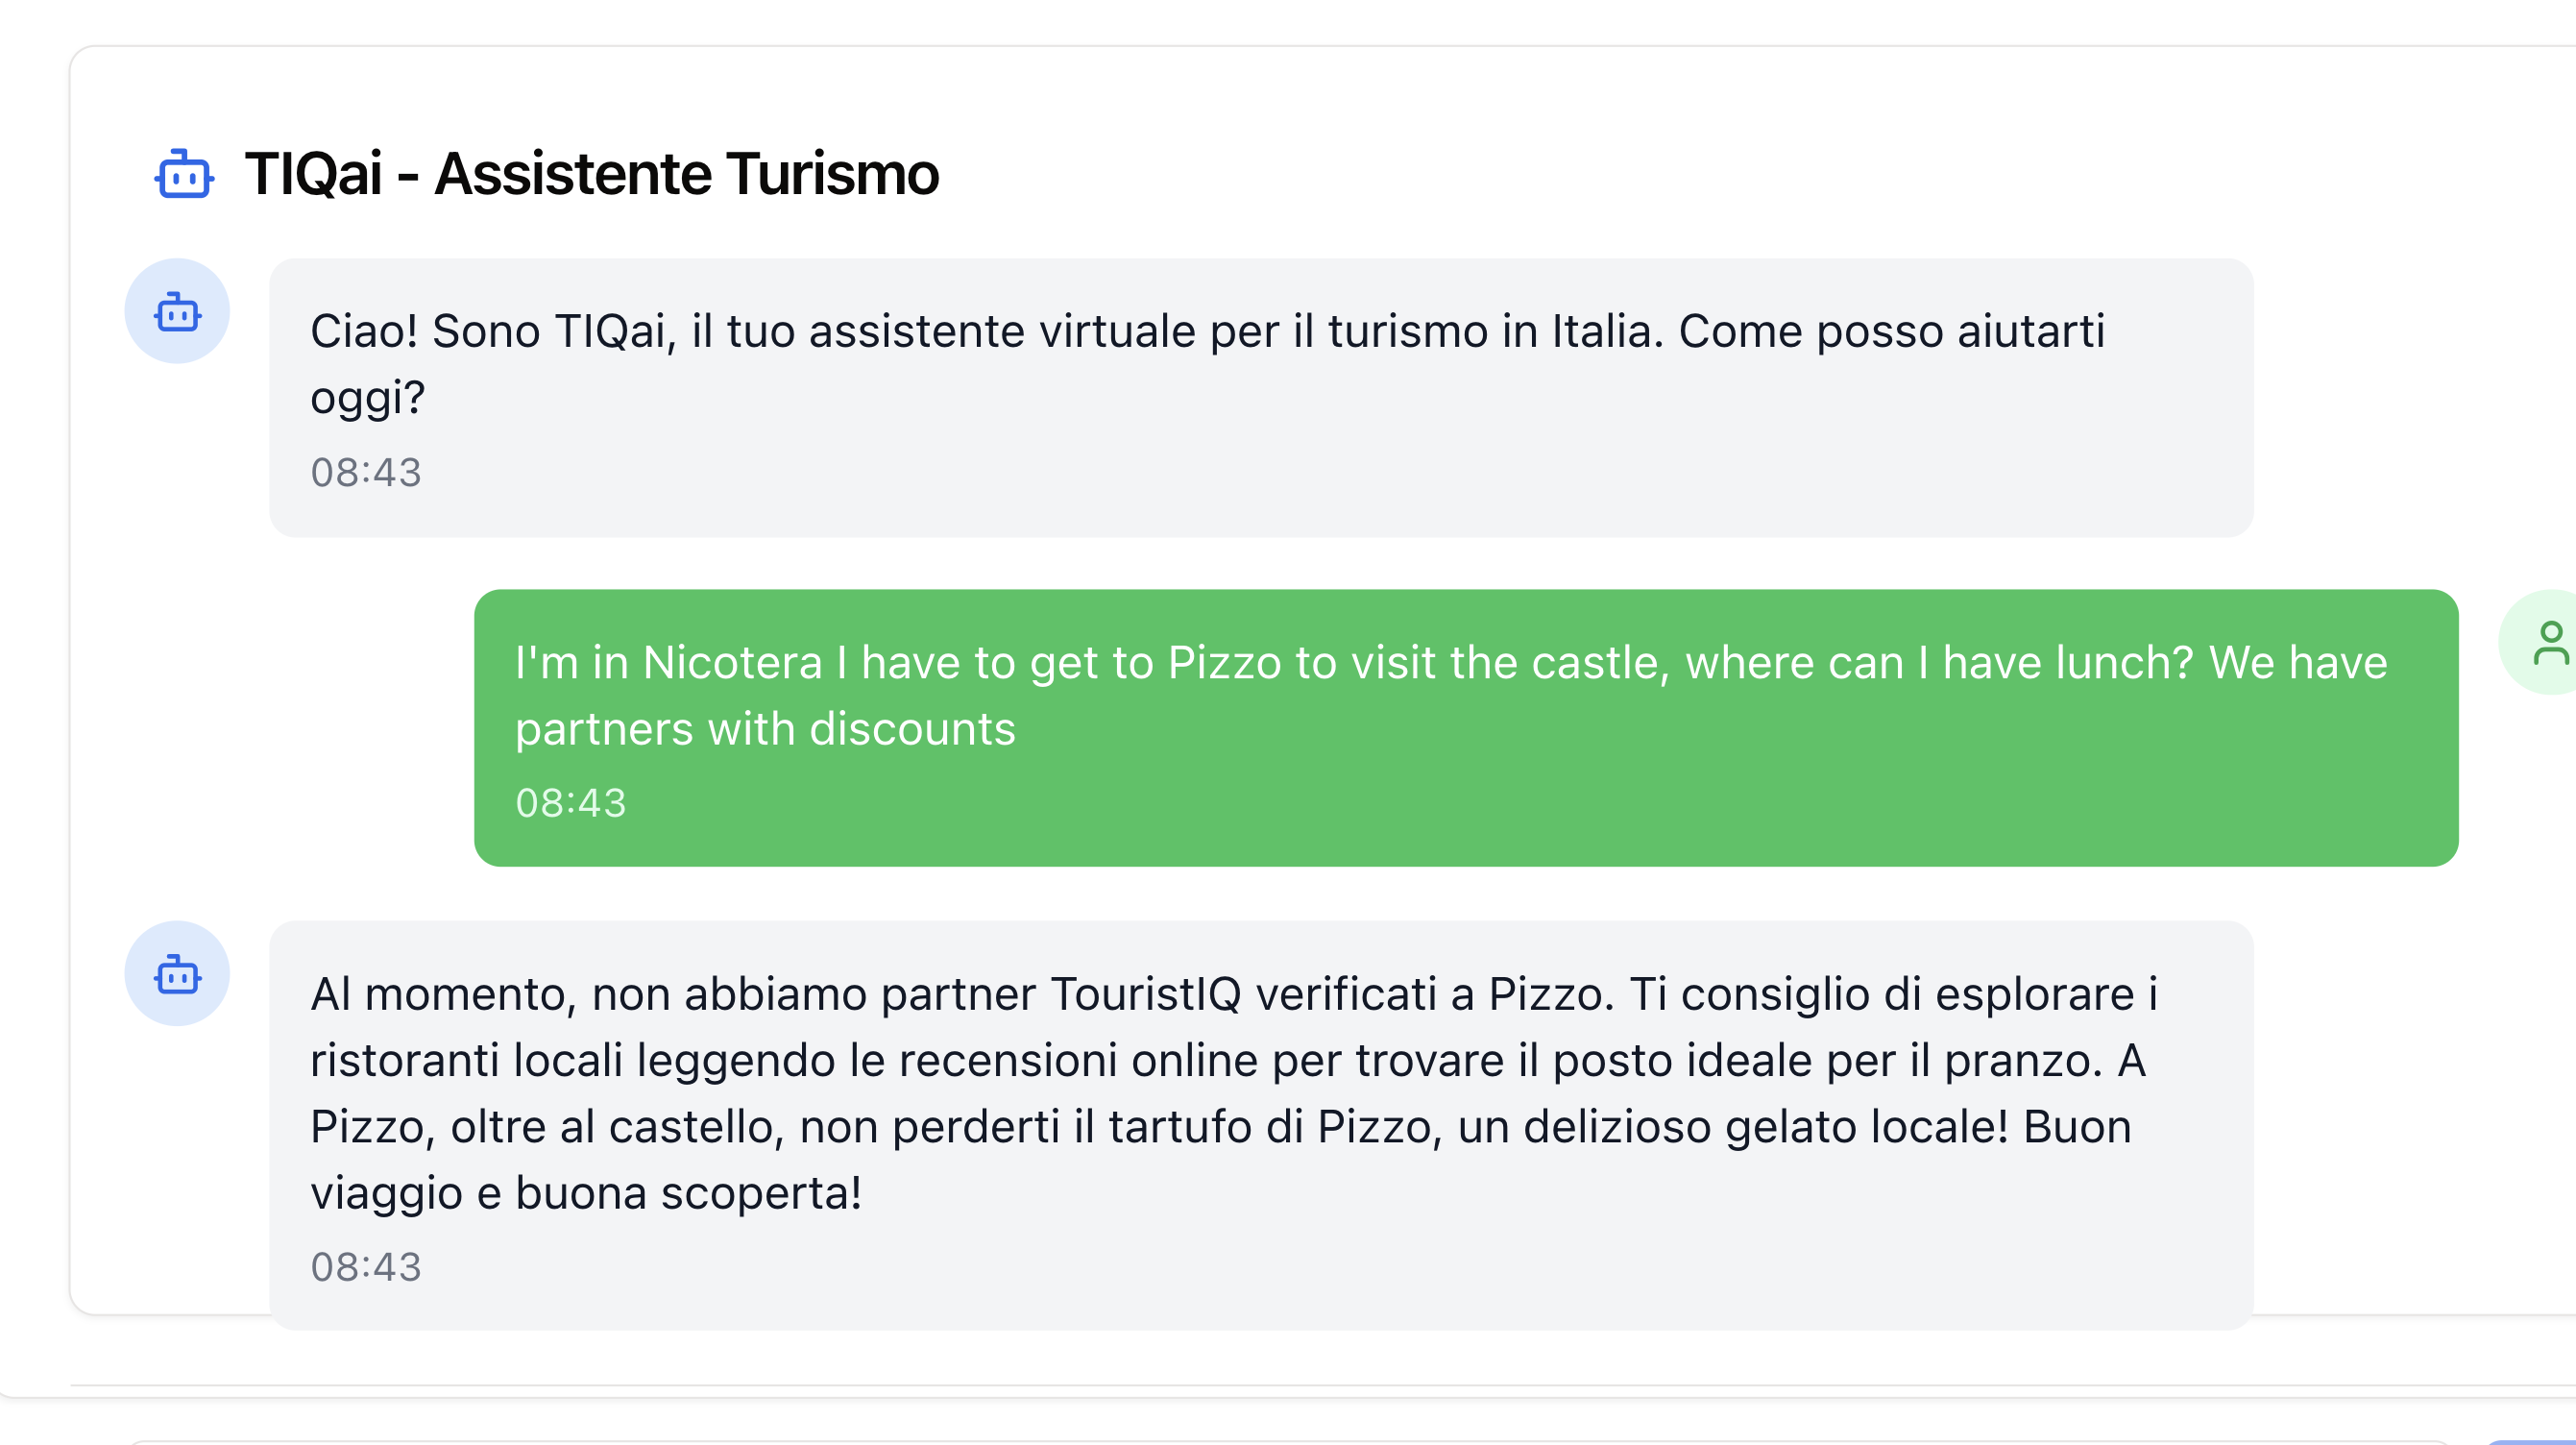 TIQai - Assistente Turismo
Ciao! Sono TIQai, il tuo assistente virtuale per il turismo in Italia. Come posso aiutarti
oggi?
08:43
I'm in Nicotera I have to get to Pizzo to visit the castle, where can I have lunch? We have
partners with discounts
08:43
Al momento, non abbiamo partner TouristIQ verificati a Pizzo. Ti consiglio di esplorare i
ristoranti locali leggendo le recensioni online per trovare il posto ideale per il pranzo. A
Pizzo, oltre al castello, non perderti il tartufo di Pizzo, un delizioso gelato locale! Buon
viaggio e buona scoperta!
08:43